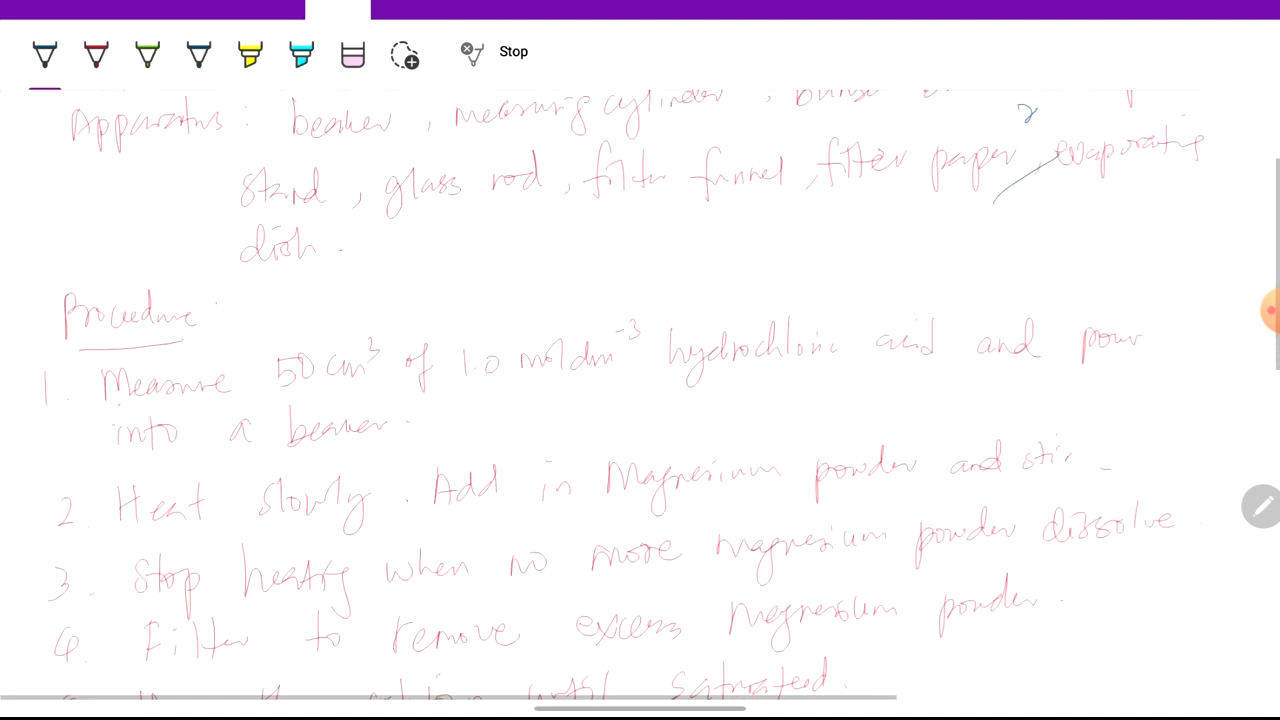 Stop
Apparatus : beaker , measuring cylinder ,
stand , glass rod , filter funnel , filter paper , evaporating
dish .
Procedure
1. Measure 50 cm³ of 1.0 mol dm⁻³ hydrochloric acid and pour
into a beaker .
2. Heat slowly . Add in Magnesium powder and stir .
3. Stop heating when no more magnesium powder dissolve .
4. Filter to remove excess Magnesium powder .
until saturated .